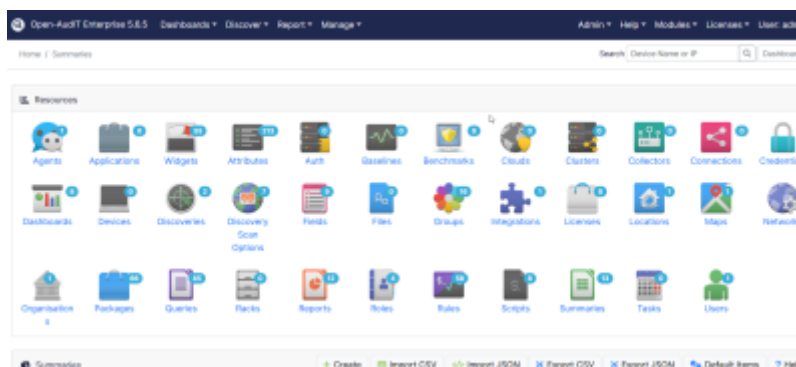 Open-AudIT Enterprise 5.6.5 Dashboards Discover Report Manage Admin Help Modules Licenses User:
Home / Summaries Search Device Name or IP
Resources
Agents Applications Widgets Attributes Auth Baselines Benchmarks Clouds Clusters Collectors Connections
Dashboards Devices Discoveries Discovery Fields Files Groups Integrations Licenses Locations Maps
Scan
Options
Organisation Packages Queries Racks Reports Roles Rules Scripts Summaries Tasks Users
s
Summaries + Create Import CSV Import JSON Export CSV Export JSON Default Items ?